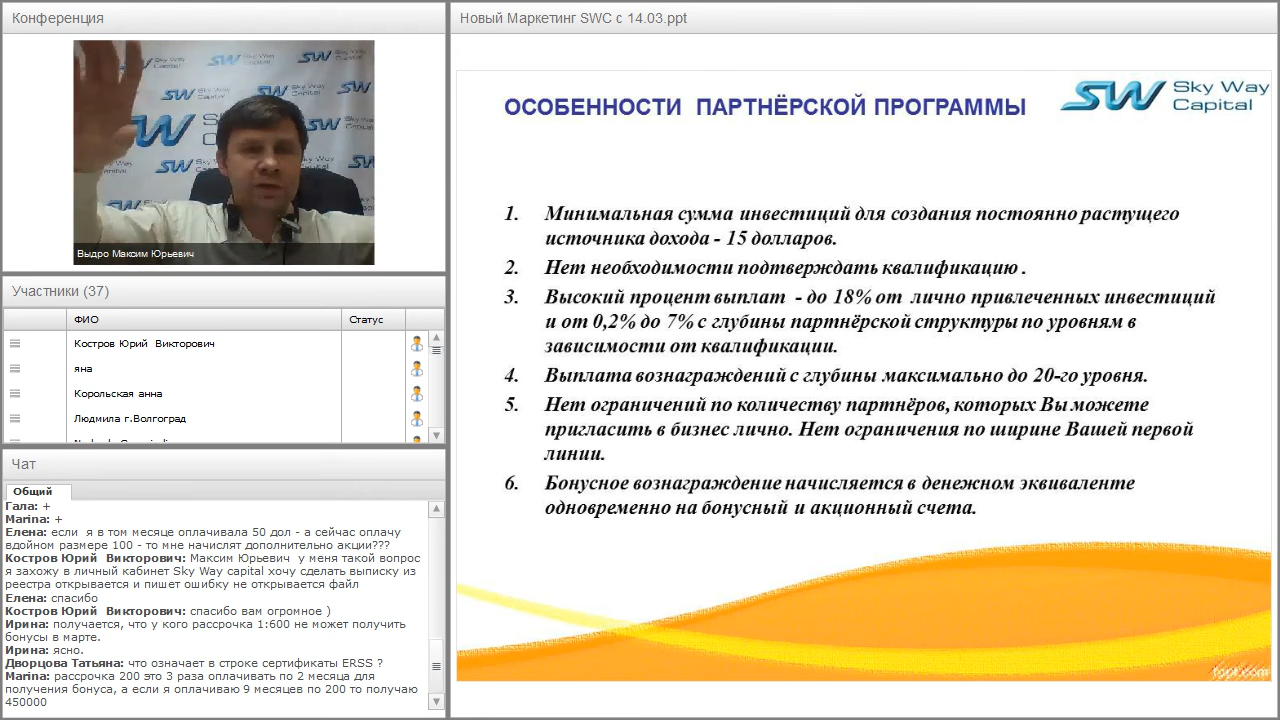 Конференция
SW Sky Way Capital
Выдро Максим Юрьевич
Участники (37)
ФИО
Статус
Костров Юрий Викторович
яна
Корольская анна
Людмила г.Волгоград
Чат
Общий
Гала: +
Marina: +
Елена: если я в том месяце оплачивала 50 дол - а сейчас оплачу
вдойном размере 100 - то мне начислят дополнительно акции???
Костров Юрий Викторович: Максим Юрьевич у меня такой вопрос
я захожу в личный кабинет Sky Way capital хочу сделать выписку из
реестра открывается и пишет ошибку не открывается файл
Елена: спасибо
Костров Юрий Викторович: спасибо вам огромное )
Ирина: получается, что у кого рассрочка 1:600 не может получить
бонусы в марте.
Ирина: ясно.
Дворцова Татьяна: что означает в строке сертификаты ERSS ?
Marina: рассрочка 200 это 3 раза оплачивать по 2 месяца для
получения бонуса, а если я оплачиваю 9 месяцев по 200 то получаю
450000
Новый Маркетинг SWC с 14.03.ppt
ОСОБЕННОСТИ ПАРТНЁРСКОЙ ПРОГРАММЫ
SW Sky Way
Capital
1. Минимальная сумма инвестиций для создания постоянно растущего
источника дохода - 15 долларов.
2. Нет необходимости подтверждать квалификацию .
3. Высокий процент выплат - до 18% от лично привлеченных инвестиций
и от 0,2% до 7% с глубины партнёрской структуры по уровням в
зависимости от квалификации.
4. Выплата вознаграждений с глубины максимально до 20-го уровня.
5. Нет ограничений по количеству партнёров, которых Вы можете
пригласить в бизнес лично. Нет ограничения по ширине Вашей первой
линии.
6. Бонусное вознаграждение начисляется в денежном эквиваленте
одновременно на бонусный и акционный счета.
fppt.com